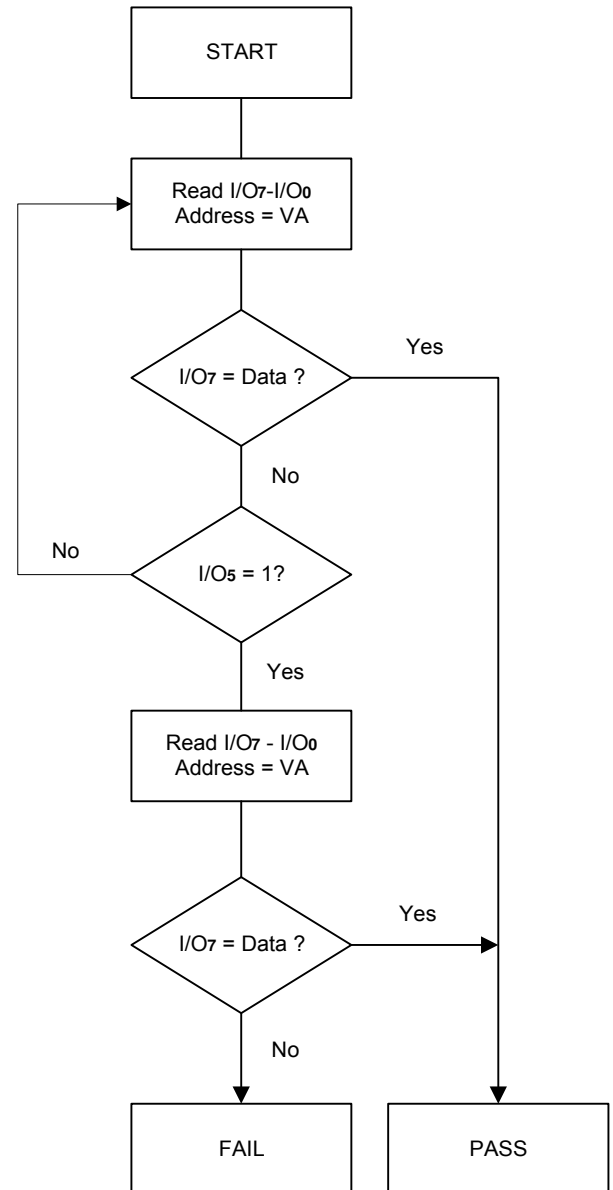 START
Read I/O7-I/O0
Address = VA
Yes
I/O7 = Data ?
No
No
I/O5 = 1?
Yes
Read I/O7 - I/O0
Address = VA
Yes
I/O7 = Data ?
No
FAIL
PASS